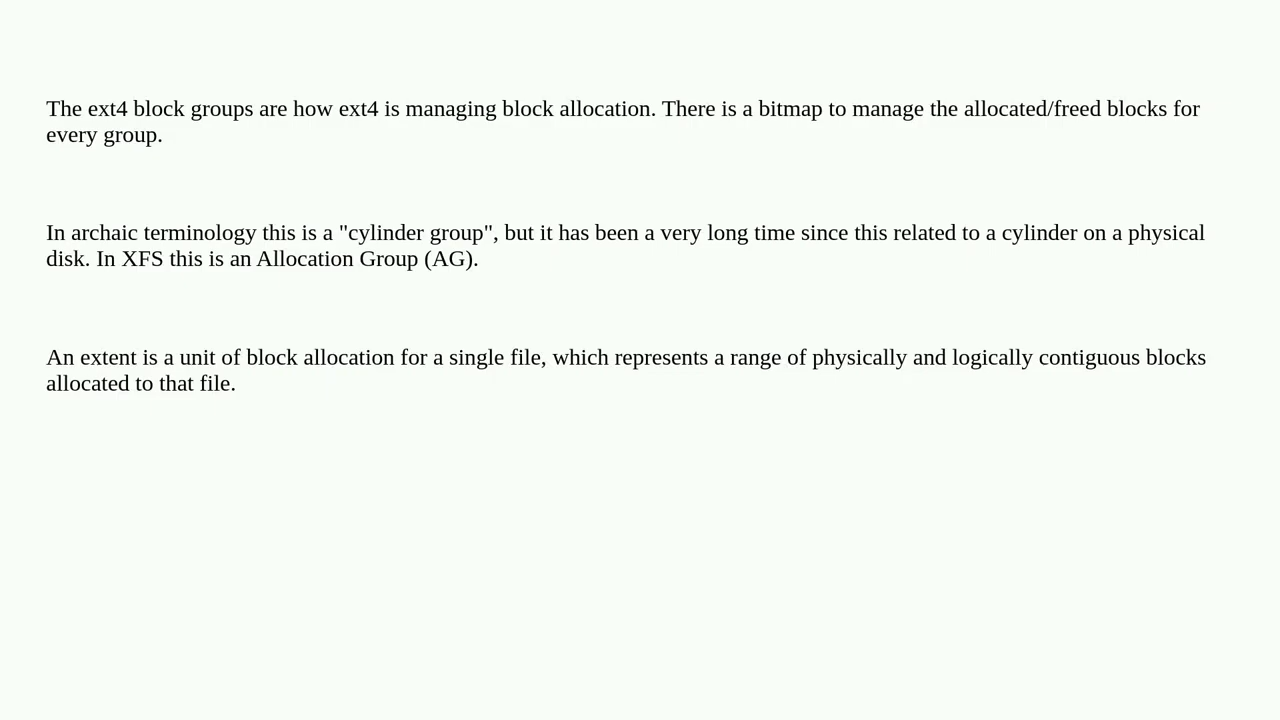 The ext4 block groups are how ext4 is managing block allocation. There is a bitmap to manage the allocated/freed blocks for
every group.
In archaic terminology this is a "cylinder group", but it has been a very long time since this related to a cylinder on a physical
disk. In XFS this is an Allocation Group (AG).
An extent is a unit of block allocation for a single file, which represents a range of physically and logically contiguous blocks
allocated to that file.